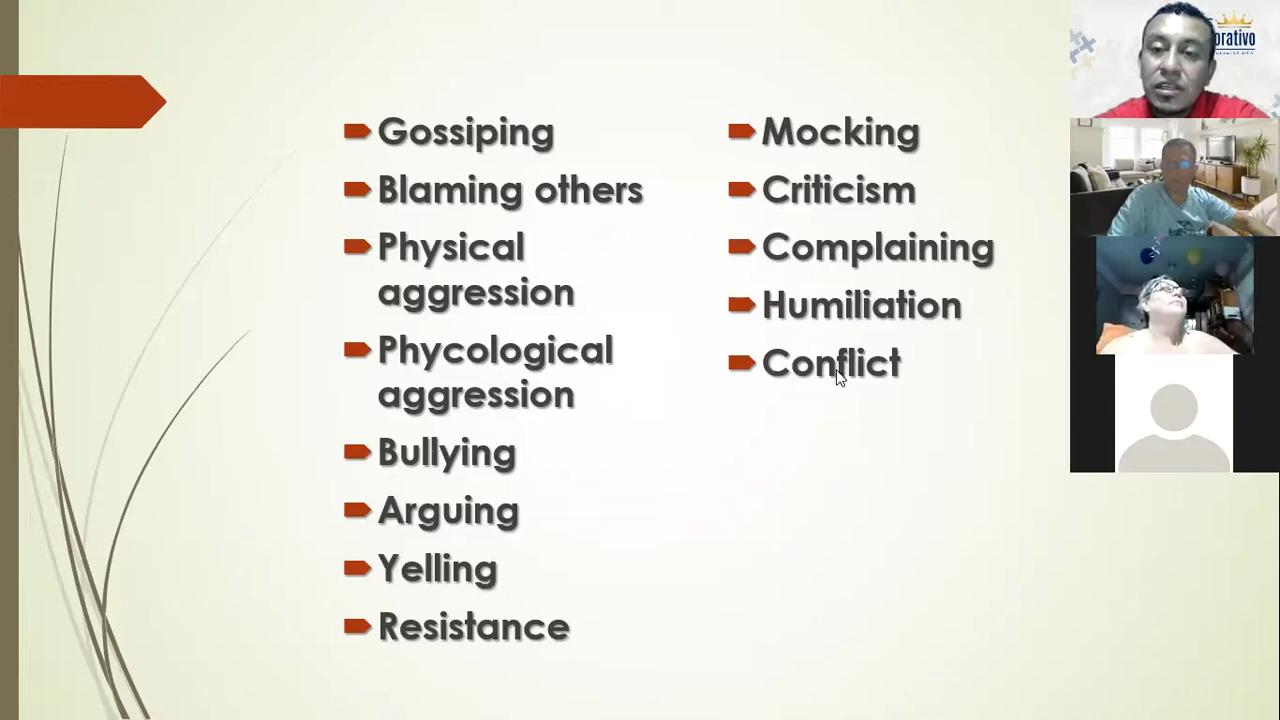 Gossiping
Blaming others
Physical
aggression
Phycological
aggression
Bullying
Arguing
Yelling
Resistance
Mocking
Criticism
Complaining
Humiliation
Conflict
orativo